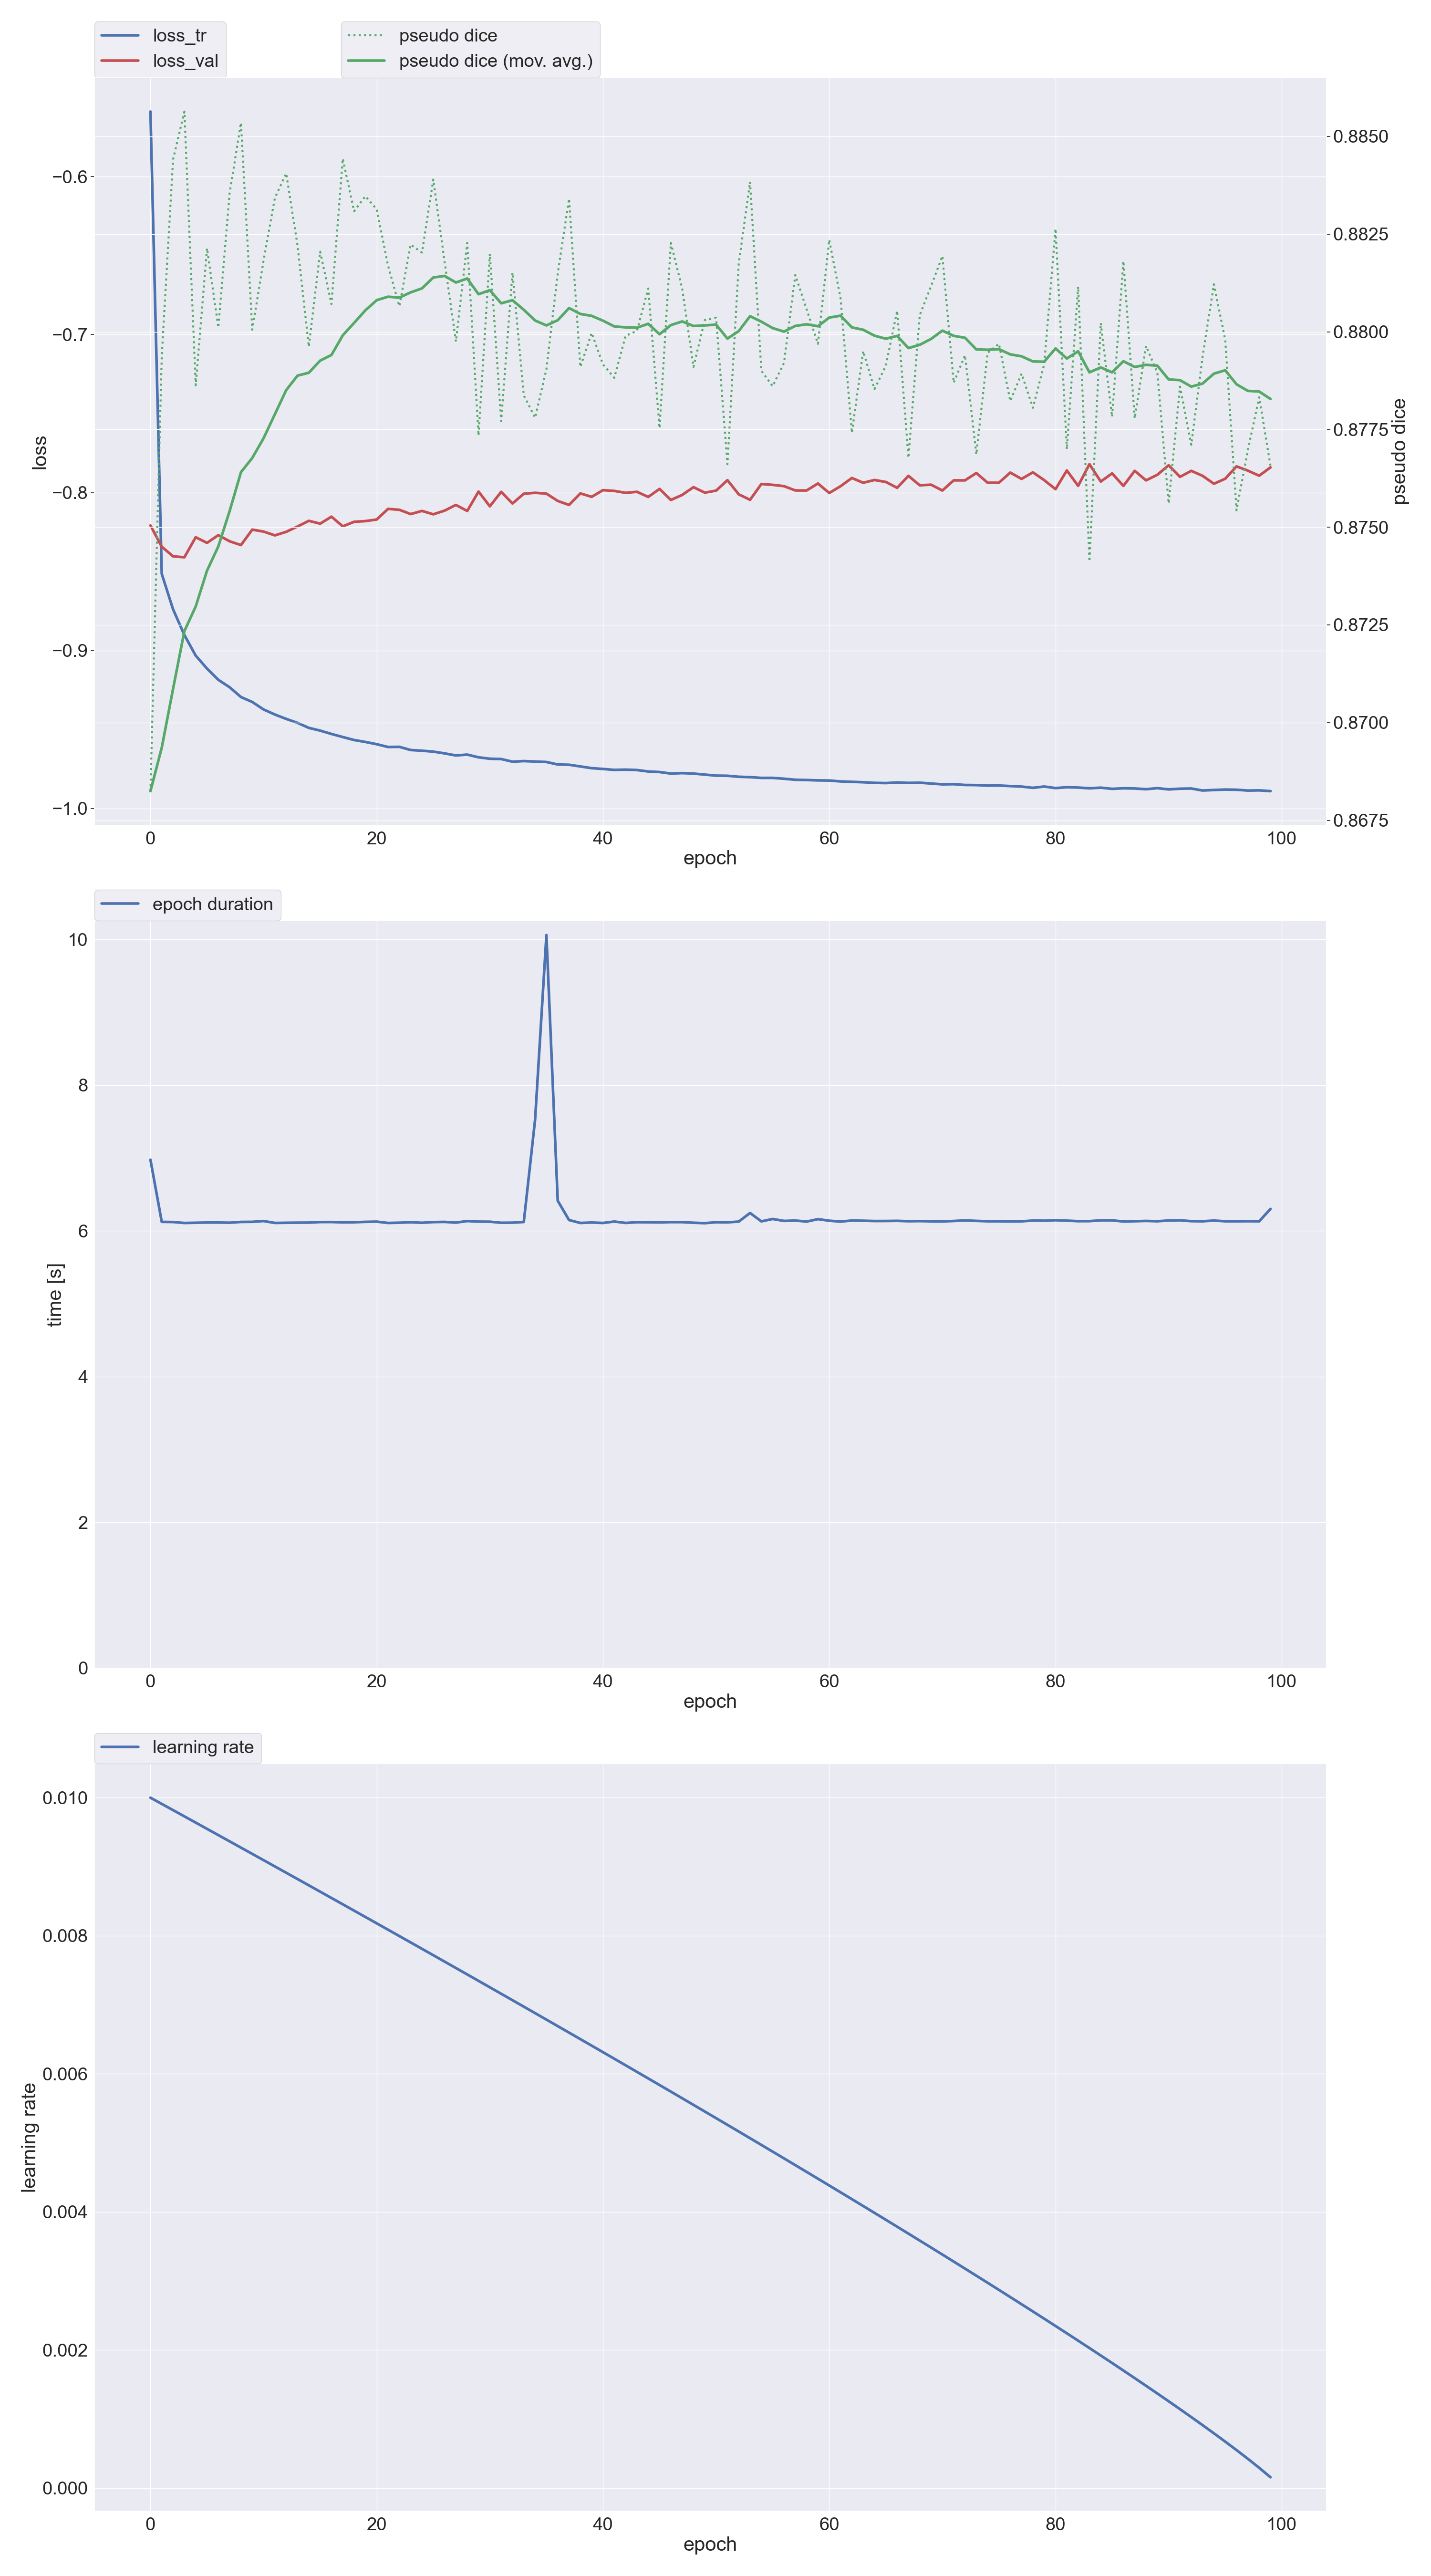 loss_tr
loss_val
pseudo dice
pseudo dice (mov. avg.)
−0.6
−0.7
−0.8
−0.9
−1.0
loss
0.8850
0.8825
0.8800
0.8775
0.8750
0.8725
0.8700
0.8675
pseudo dice
0 20 40 60 80 100
epoch
epoch duration
10
8
6
4
2
0
time [s]
0 20 40 60 80 100
epoch
learning rate
0.010
0.008
0.006
0.004
0.002
0.000
learning rate
0 20 40 60 80 100
epoch